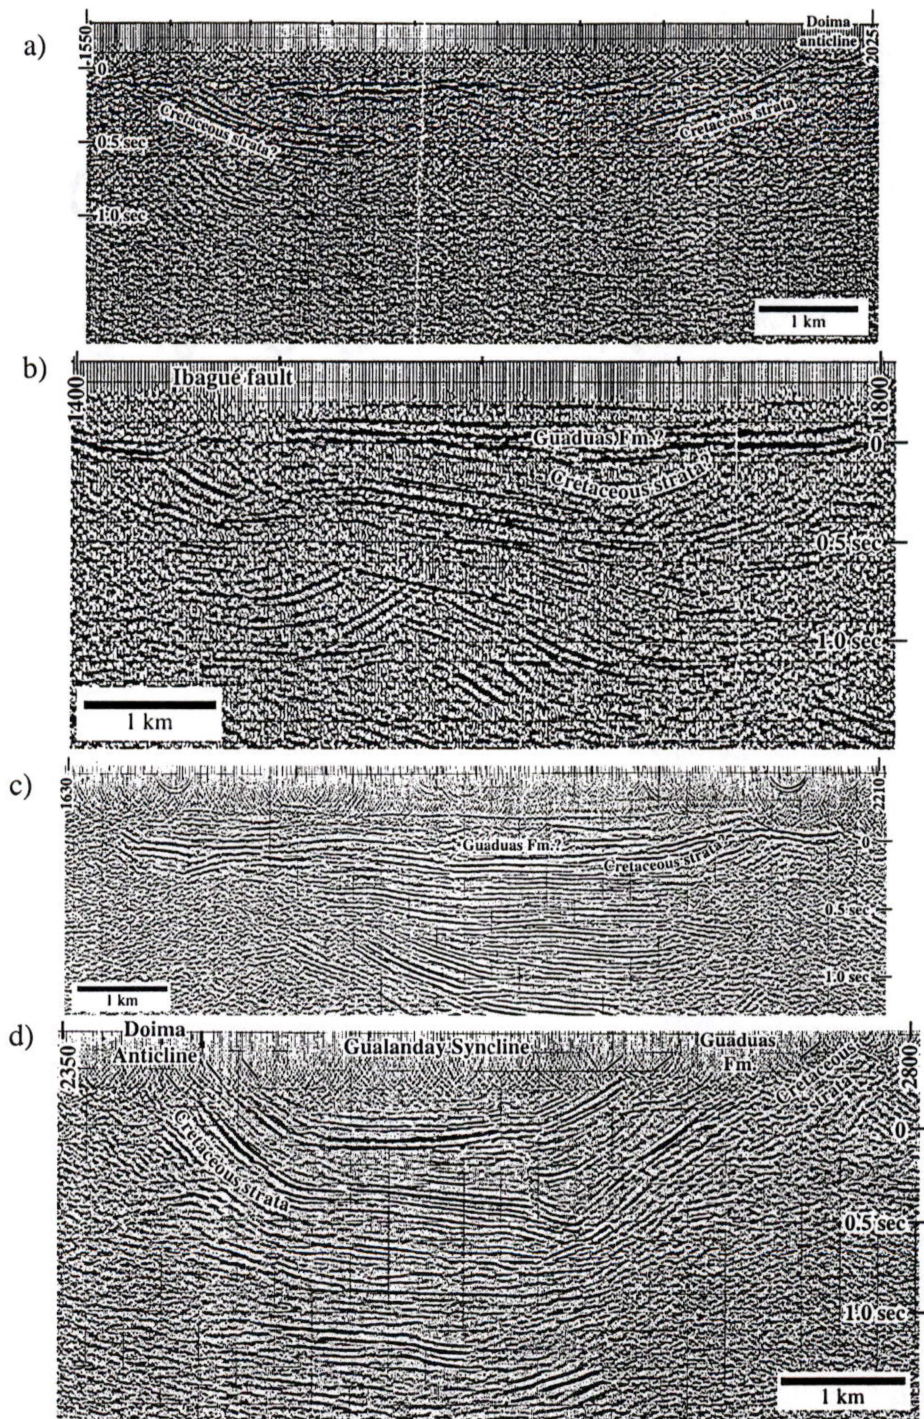 a)
1550
Doima
anticline
2025
0
Cretaceous strata?
Cretaceous strata
0.5 sec
1.0 sec
1 km
b)
1400
Ibagué fault
1800
Guaduas Fm.?
0
Cretaceous strata?
0.5 sec
1.0 sec
1 km
c)
1630
2105
Guaduas Fm.?
0
Cretaceous strata
0.5 sec
1.0 sec
1 km
d)
2350
Doima
Anticline
Gualanday Syncline
Guaduas
Fm.
Cretaceous
strata
2800
0
Cretaceous strata
0.5 sec
1.0 sec
1 km